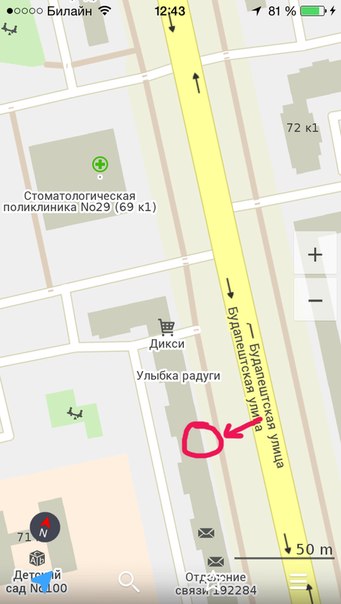 Билайн 12:43 81 %
72 к1
Стоматологическая
поликлиника No29 (69 к1)
+
−
Дикси
Будапештская улица
Будапештская улица
Улыбка радуги
N
71
50 m
Детский
сад №100
Отделение
связи 192284